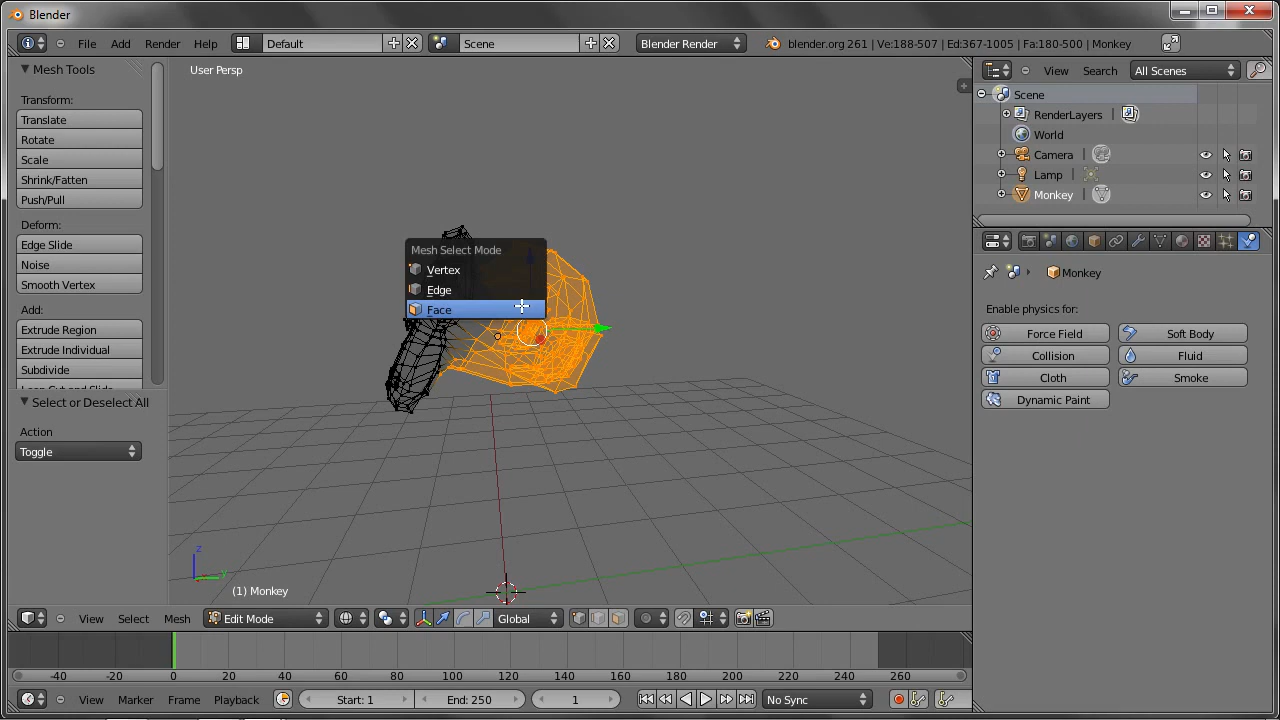 Blender
File Add Render Help Default Scene Blender Render blender.org 261 | Ve:188-507 | Ed:367-1005 | Fa:180-500 | Monkey
Mesh Tools
Transform:
Translate
Rotate
Scale
Shrink/Fatten
Push/Pull
Deform:
Edge Slide
Noise
Smooth Vertex
Add:
Extrude Region
Extrude Individual
Subdivide
Loop Cut and Slide
Select or Deselect All
Action
Toggle
User Persp
Mesh Select Mode
Vertex
Edge
Face
z
y
(1) Monkey
View Select Mesh Edit Mode Global
View Search All Scenes
Scene
RenderLayers |
World
Camera |
Lamp |
Monkey |
Monkey
Enable physics for:
Force Field Soft Body
Collision Fluid
Cloth Smoke
Dynamic Paint
-40 -20 0 20 40 60 80 100 120 140 160 180 200 220 240 260
View Marker Frame Playback Start: 1 End: 250 1 No Sync